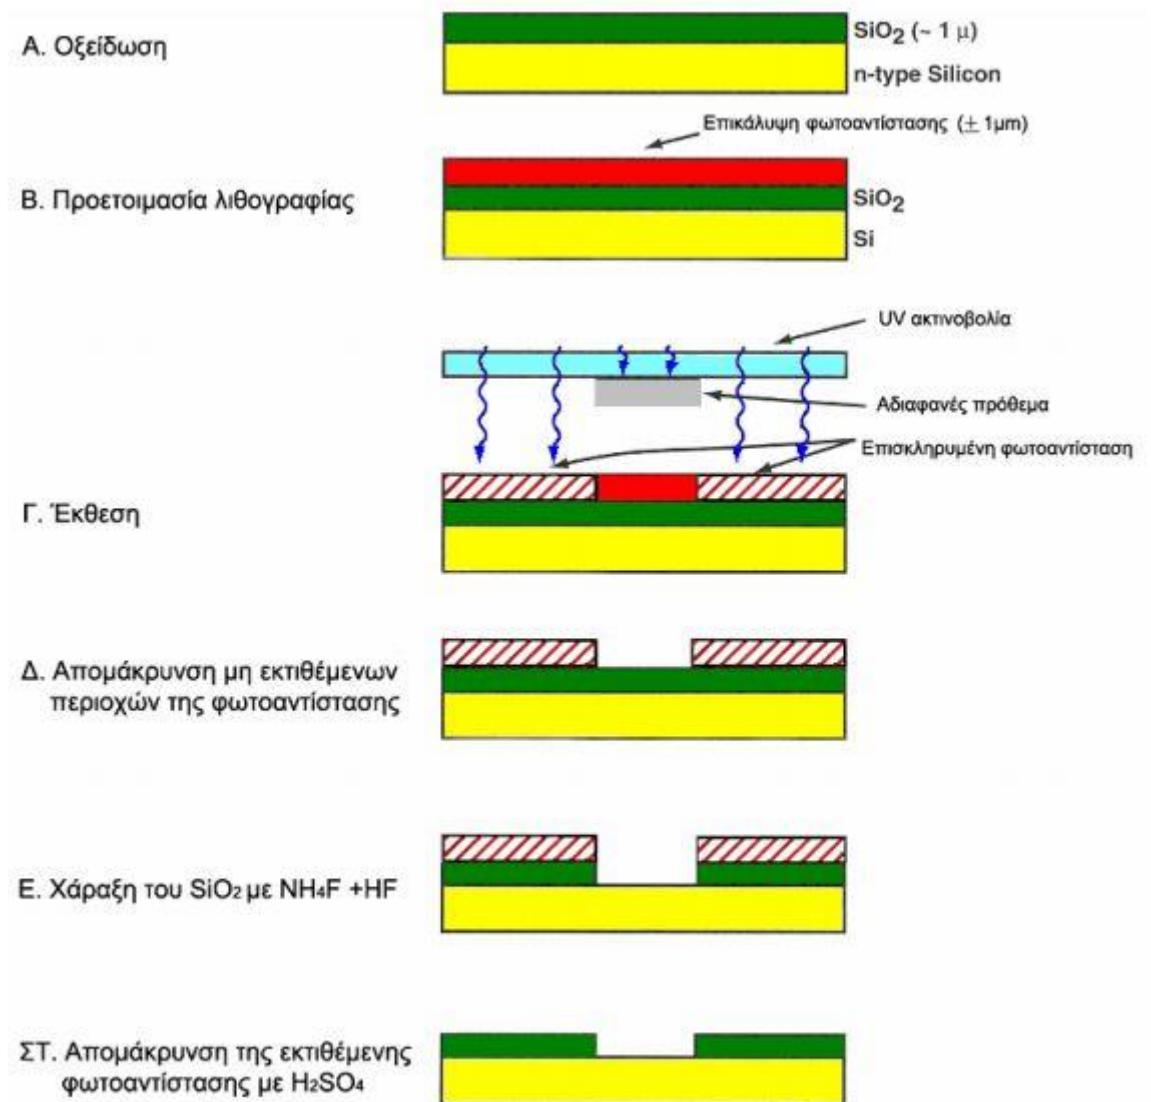 Α. Οξείδωση
SiO2 (~ 1 μ)
n-type Silicon
Επικάλυψη φωτοαντίστασης (± 1μm)
Β. Προετοιμασία λιθογραφίας
SiO2
Si
UV ακτινοβολία
Αδιαφανές πρόθεμα
Επισκληρυμένη φωτοαντίσταση
Γ. Έκθεση
Δ. Απομάκρυνση μη εκτιθέμενων
περιοχών της φωτοαντίστασης
Ε. Χάραξη του SiO2 με NH4F +HF
ΣΤ. Απομάκρυνση της εκτιθέμενης
φωτοαντίστασης με H2SO4